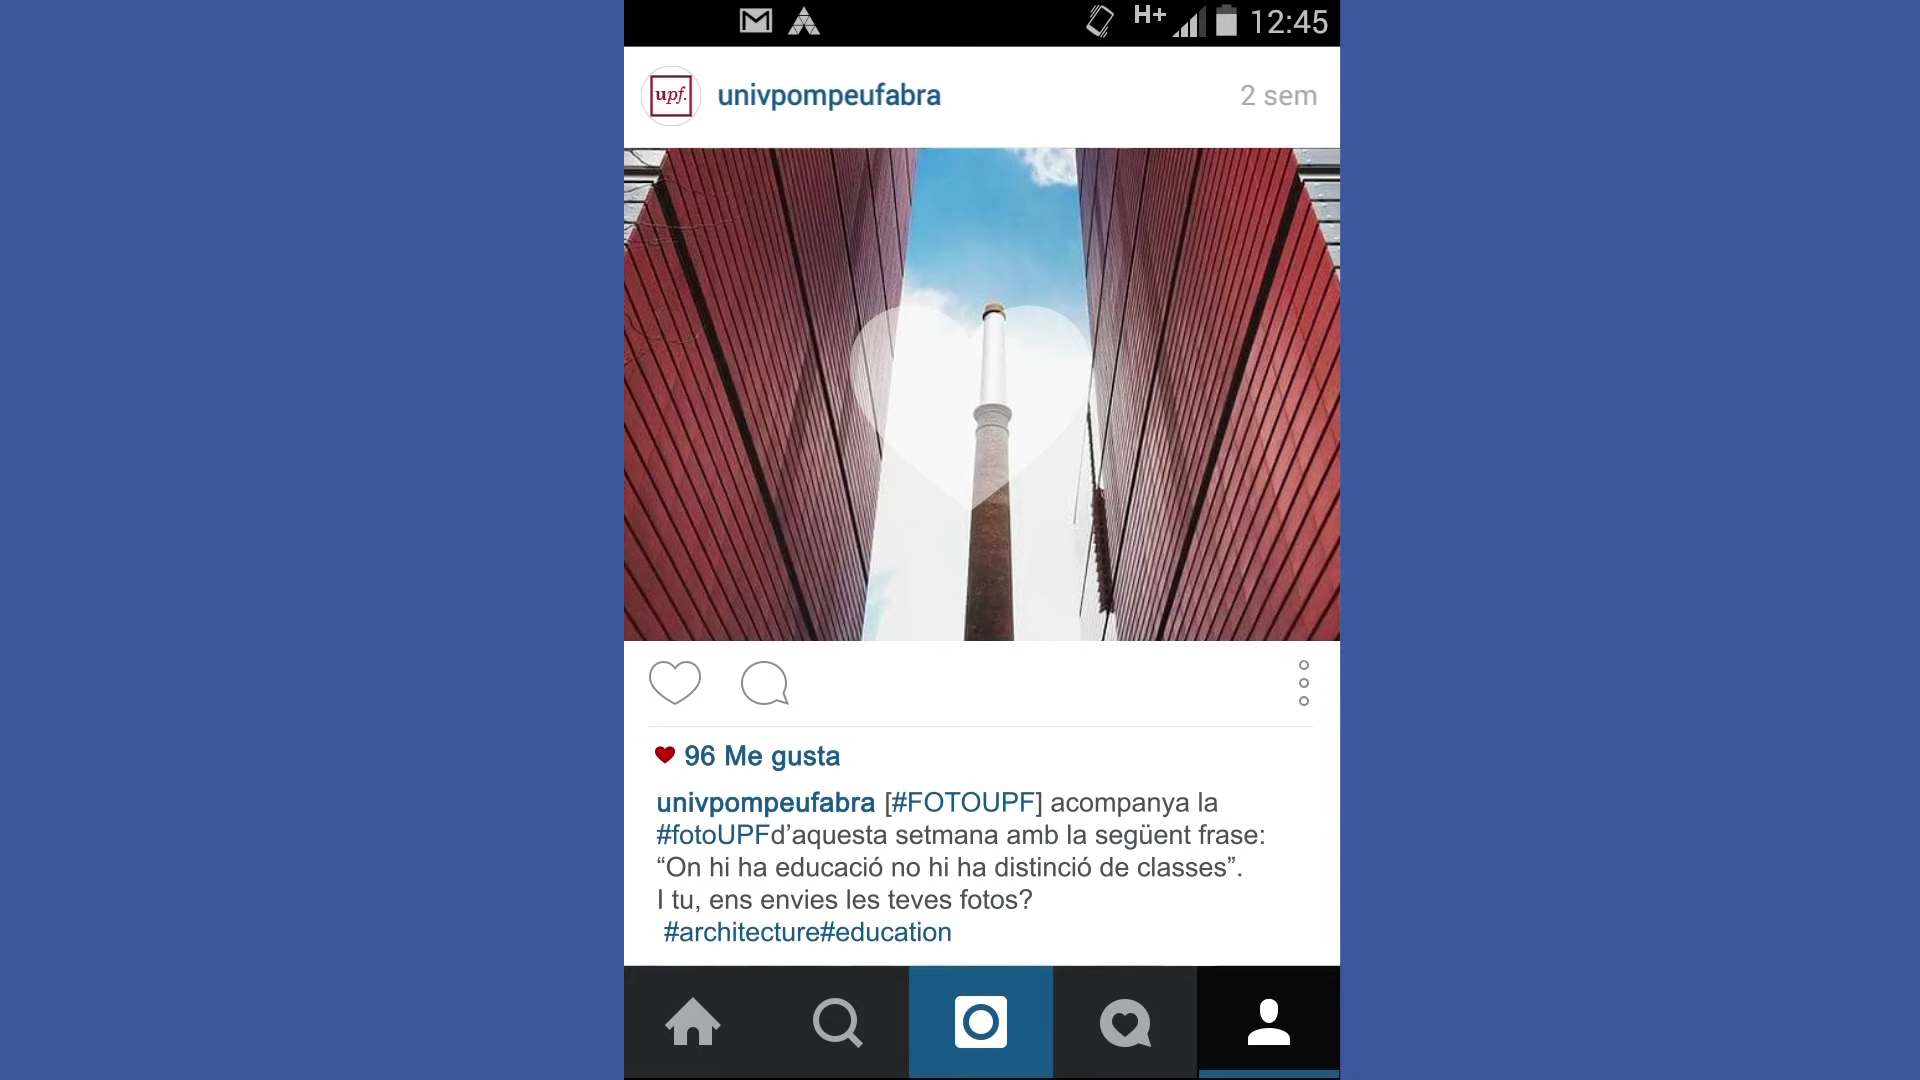 H+ 12:45
upf. univpompeufabra 2 sem
96 Me gusta
univpompeufabra [#FOTOUPF] acompanya la
#fotoUPFd’aquesta setmana amb la següent frase:
“On hi ha educació no hi ha distinció de classes”.
I tu, ens envies les teves fotos?
#architecture#education